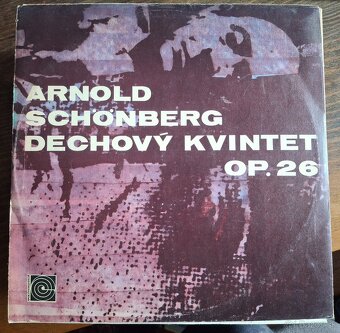 ARNOLD
SCHÖNBERG
DECHOVÝ KVINTET
OP. 26